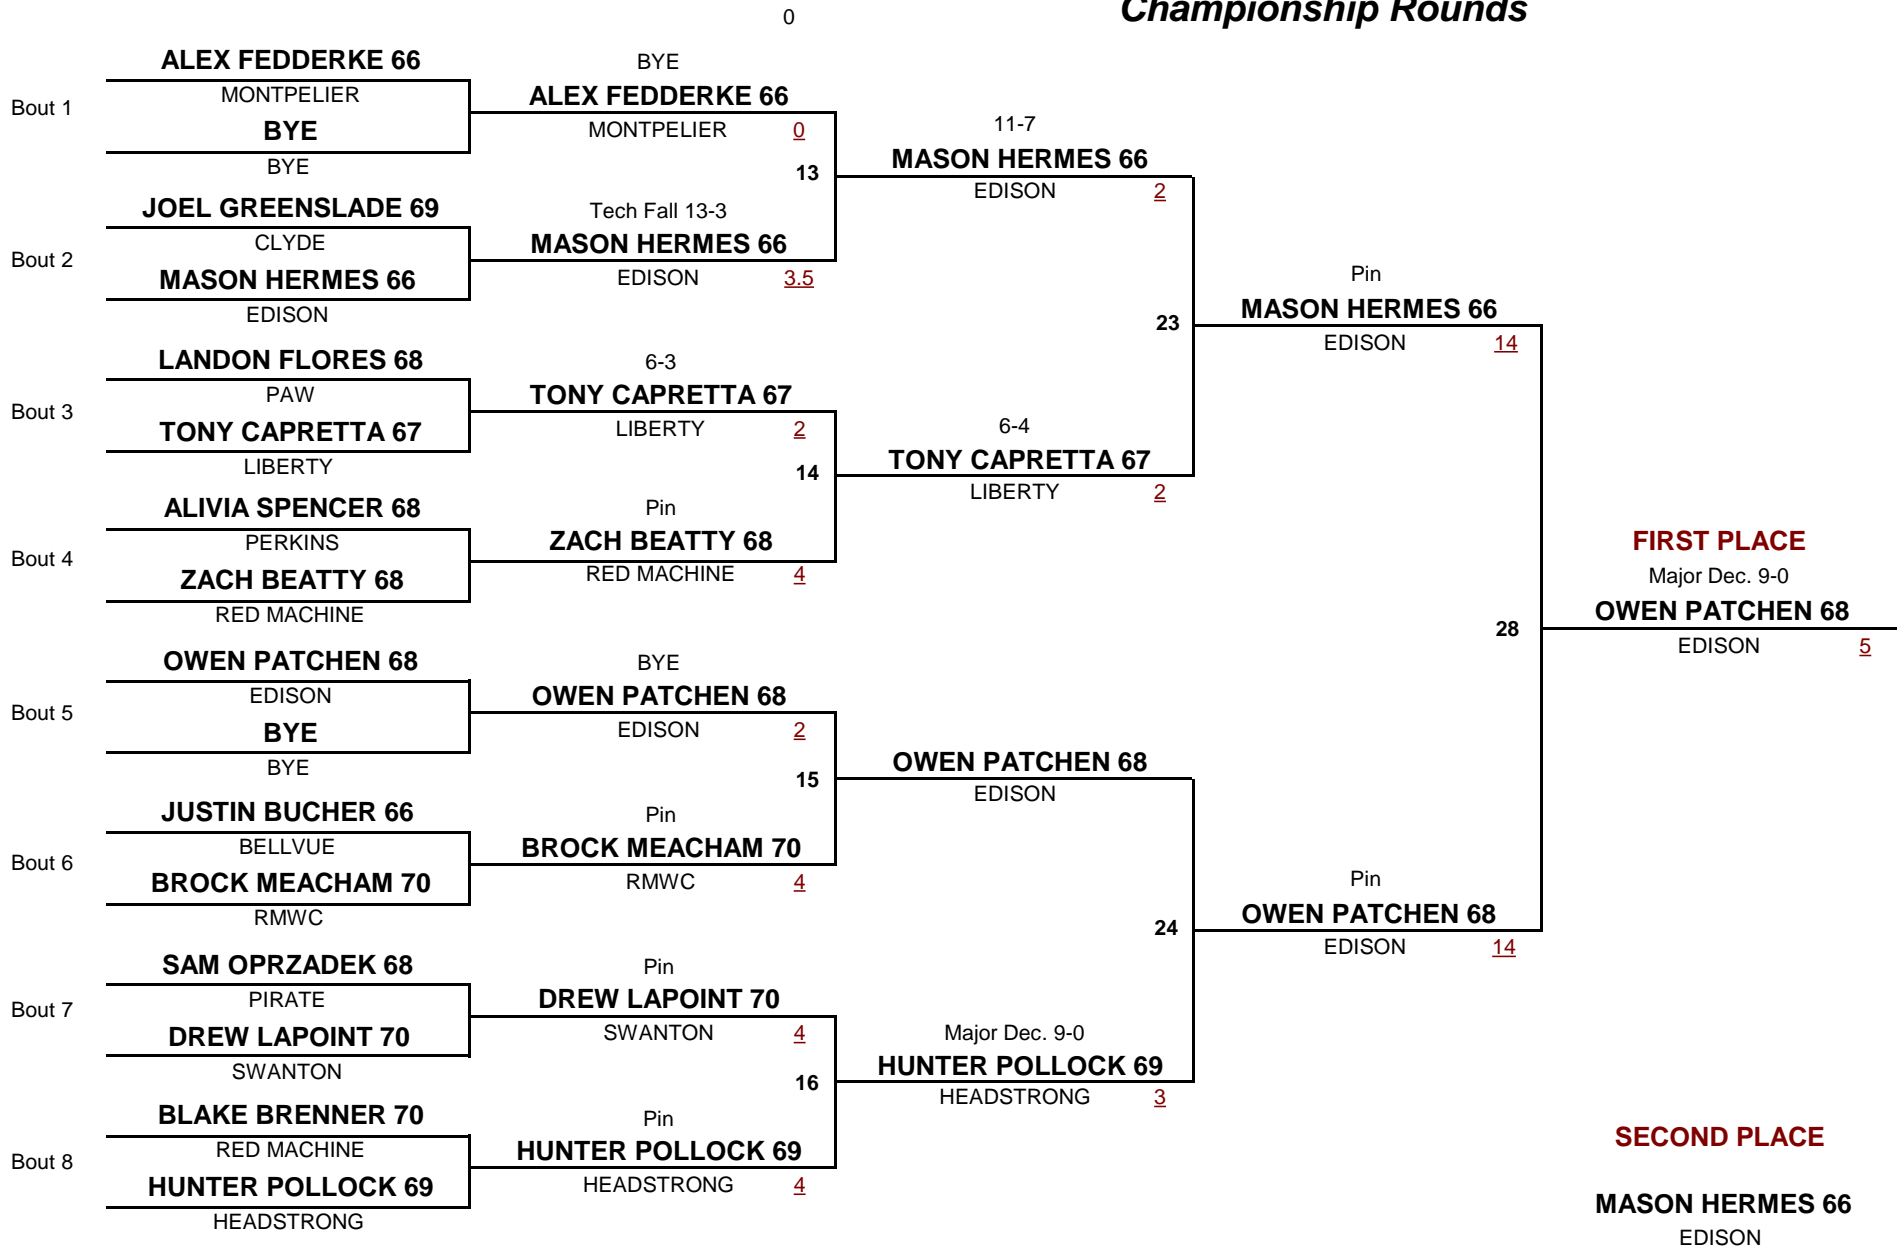 0
Championship Rounds
Bout 1
ALEX FEDDERKE 66
MONTPELIER
BYE
BYE
Bout 2
JOEL GREENSLADE 69
CLYDE
MASON HERMES 66
EDISON
Bout 3
LANDON FLORES 68
PAW
TONY CAPRETTA 67
LIBERTY
Bout 4
ALIVIA SPENCER 68
PERKINS
ZACH BEATTY 68
RED MACHINE
Bout 5
OWEN PATCHEN 68
EDISON
BYE
BYE
Bout 6
JUSTIN BUCHER 66
BELLVUE
BROCK MEACHAM 70
RMWC
Bout 7
SAM OPRZADEK 68
PIRATE
DREW LAPOINT 70
SWANTON
Bout 8
BLAKE BRENNER 70
RED MACHINE
HUNTER POLLOCK 69
HEADSTRONG
BYE
ALEX FEDDERKE 66
MONTPELIER 0
13
Tech Fall 13-3
MASON HERMES 66
EDISON 3.5
6-3
TONY CAPRETTA 67
LIBERTY 2
14
Pin
ZACH BEATTY 68
RED MACHINE 4
BYE
OWEN PATCHEN 68
EDISON 2
15
Pin
BROCK MEACHAM 70
RMWC 4
Pin
DREW LAPOINT 70
SWANTON 4
16
Pin
HUNTER POLLOCK 69
HEADSTRONG 4
11-7
MASON HERMES 66
EDISON 2
23
6-4
TONY CAPRETTA 67
LIBERTY 2
OWEN PATCHEN 68
EDISON
24
Major Dec. 9-0
HUNTER POLLOCK 69
HEADSTRONG 3
Pin
MASON HERMES 66
EDISON 14
28
Pin
OWEN PATCHEN 68
EDISON 14
FIRST PLACE
Major Dec. 9-0
OWEN PATCHEN 68
EDISON 5
SECOND PLACE
MASON HERMES 66
EDISON